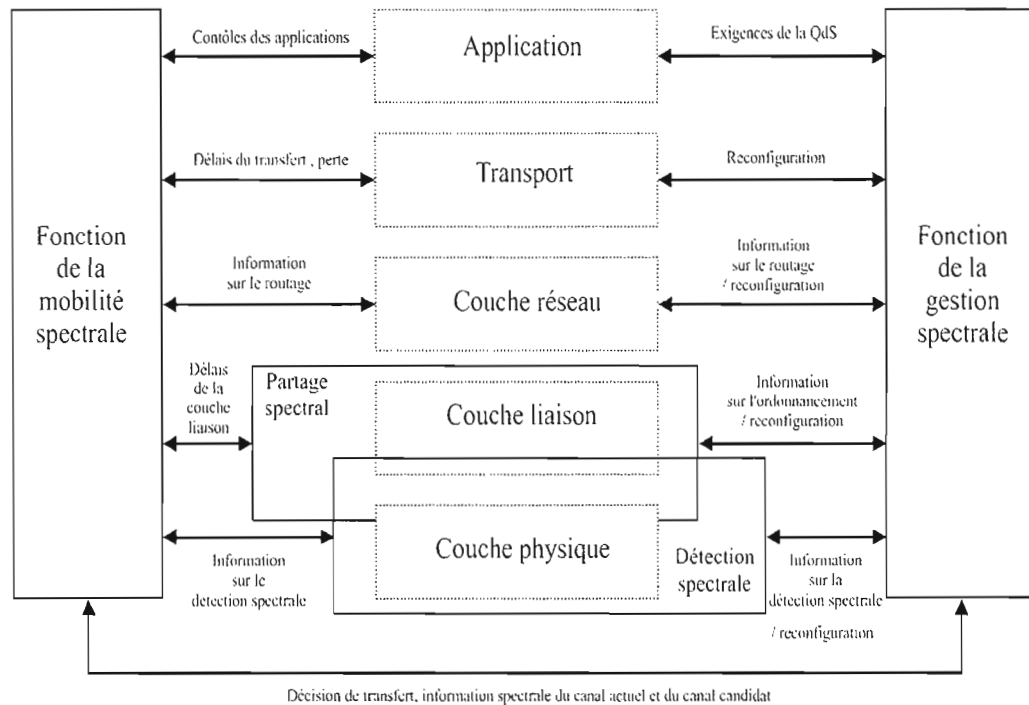 Contôles des applications
Application
Exigences de la QdS
Délais du transfert , perte
Transport
Reconfiguration
Fonction
de la
mobilité
spectrale
Information
sur le routage
Couche réseau
Information
sur le routage
/ reconfiguration
Fonction
de la
gestion
spectrale
Délais
de la
couche
liaison
Partage
spectral
Couche liaison
Information
sur l'ordonnancement
/ reconfiguration
Information
sur le
detection spectrale
Couche physique
Détection
spectrale
Information
sur la
détection spectrale
/ reconfiguration
Décision de transfert, information spectrale du canal actuel et du canal candidat